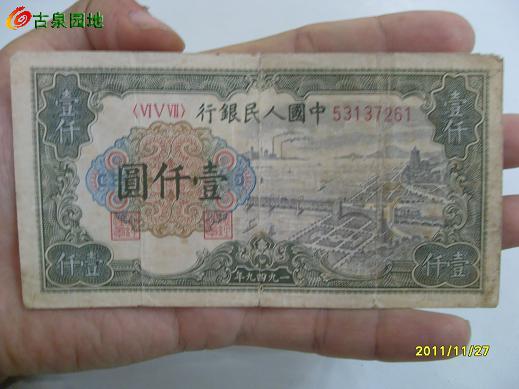 古泉园地
壹仟
壹仟
〈VI V VII〉
行銀民人國中
53137261
圓仟壹
仟壹
仟壹
年九四九一
2011/11/27